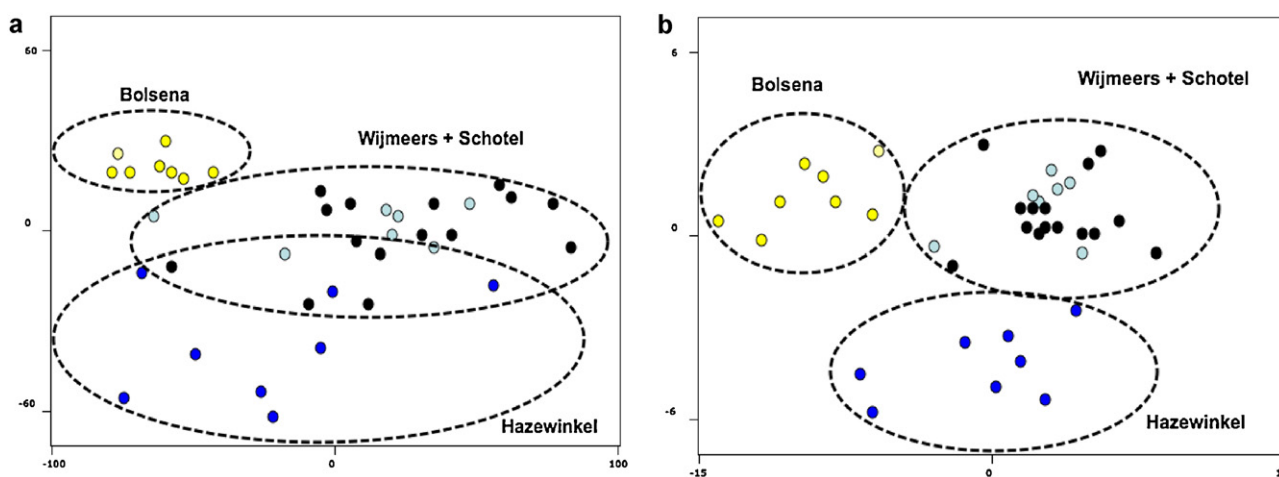 a
60
Bolsena
Wijmeers + Schotel
0
-60
Hazewinkel
-100
0
100
b
6
Wijmeers + Schotel
Bolsena
0
-6
Hazewinkel
-15
0